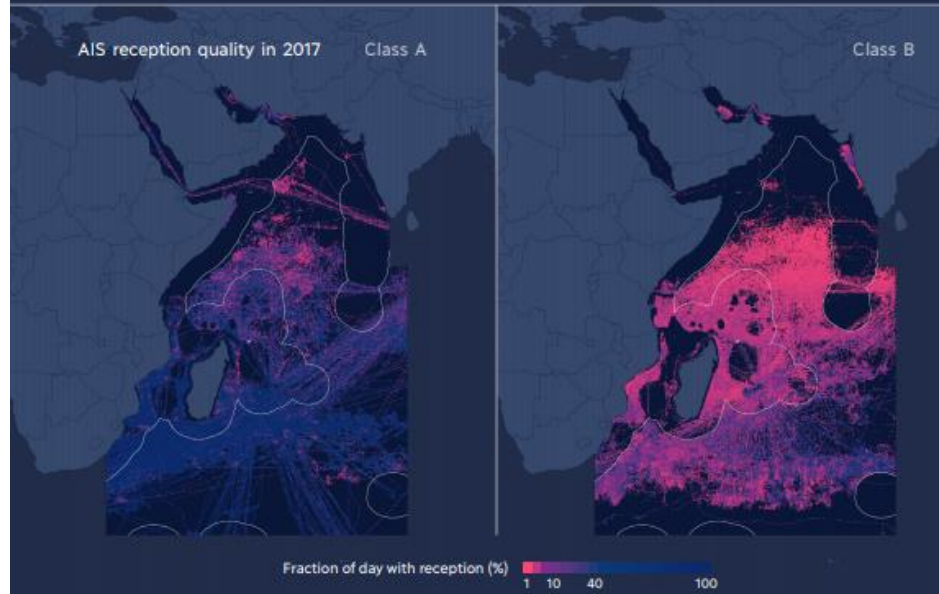 AIS reception quality in 2017 Class A
Class B
Fraction of day with reception (%)
1 10 40 100